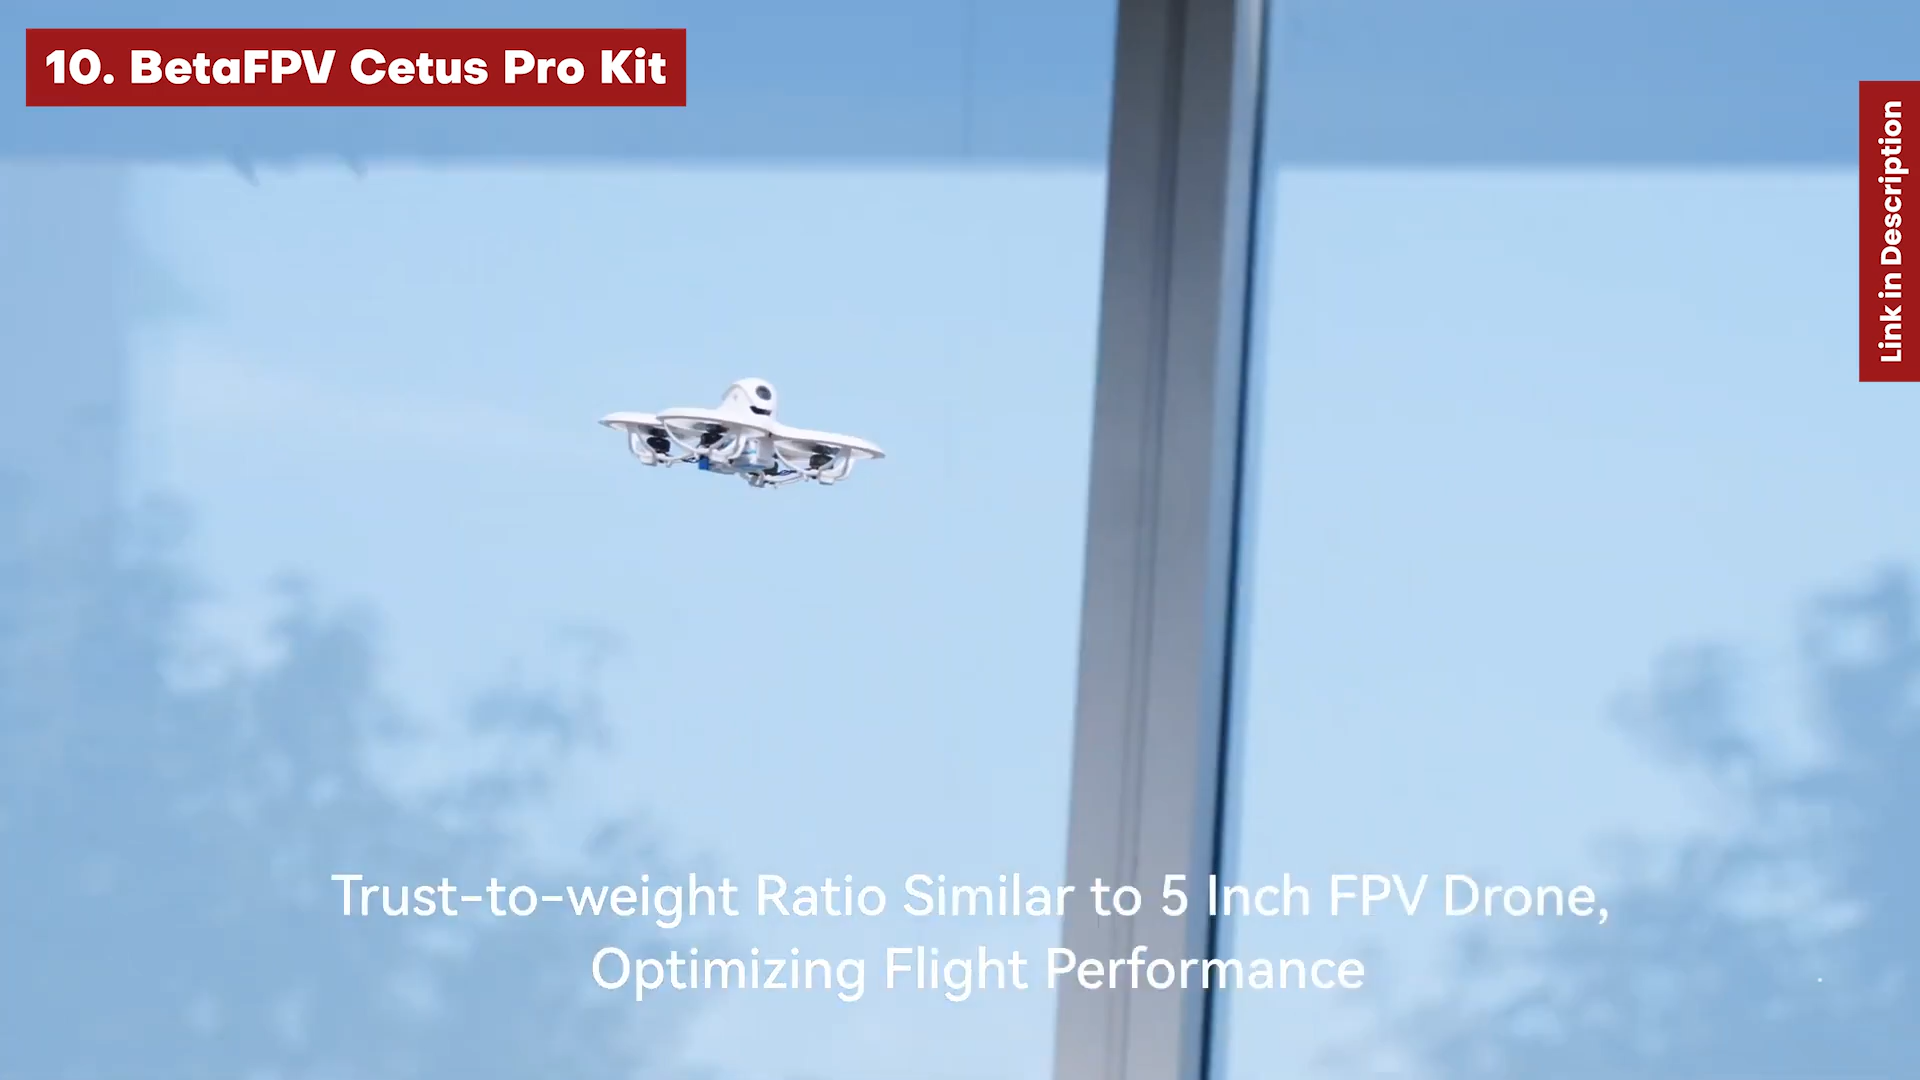 10. BetaFPV Cetus Pro Kit
Link in Description
Trust-to-weight Ratio Similar to 5 Inch FPV Drone,
Optimizing Flight Performance